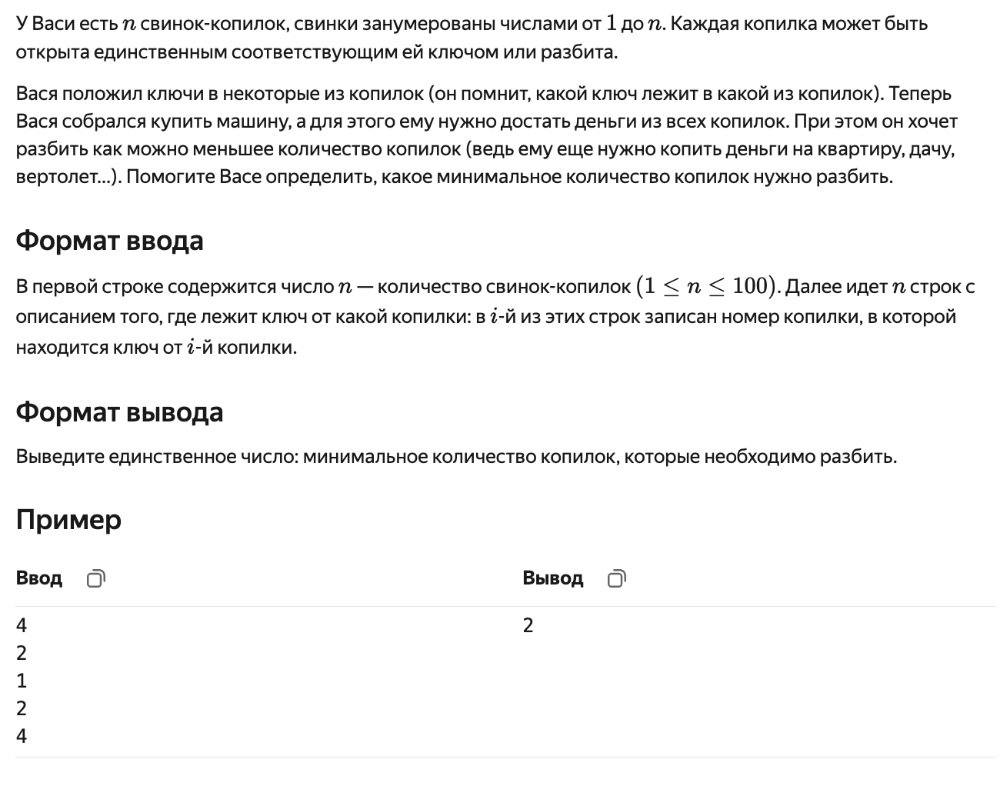 У Васи есть n свинок-копилок, свинки занумерованы числами от 1 до n. Каждая копилка может быть
открыта единственным соответствующим ей ключом или разбита.
Вася положил ключи в некоторые из копилок (он помнит, какой ключ лежит в какой из копилок). Теперь
Вася собрался купить машину, а для этого ему нужно достать деньги из всех копилок. При этом он хочет
разбить как можно меньшее количество копилок (ведь ему еще нужно копить деньги на квартиру, дачу,
вертолет...). Помогите Васе определить, какое минимальное количество копилок нужно разбить.
Формат ввода
В первой строке содержится число n — количество свинок-копилок (1 ≤ n ≤ 100). Далее идет n строк с
описанием того, где лежит ключ от какой копилки: в i-й из этих строк записан номер копилки, в которой
находится ключ от i-й копилки.
Формат вывода
Выведите единственное число: минимальное количество копилок, которые необходимо разбить.
Пример
Ввод Вывод
4 2
2
1
2
4